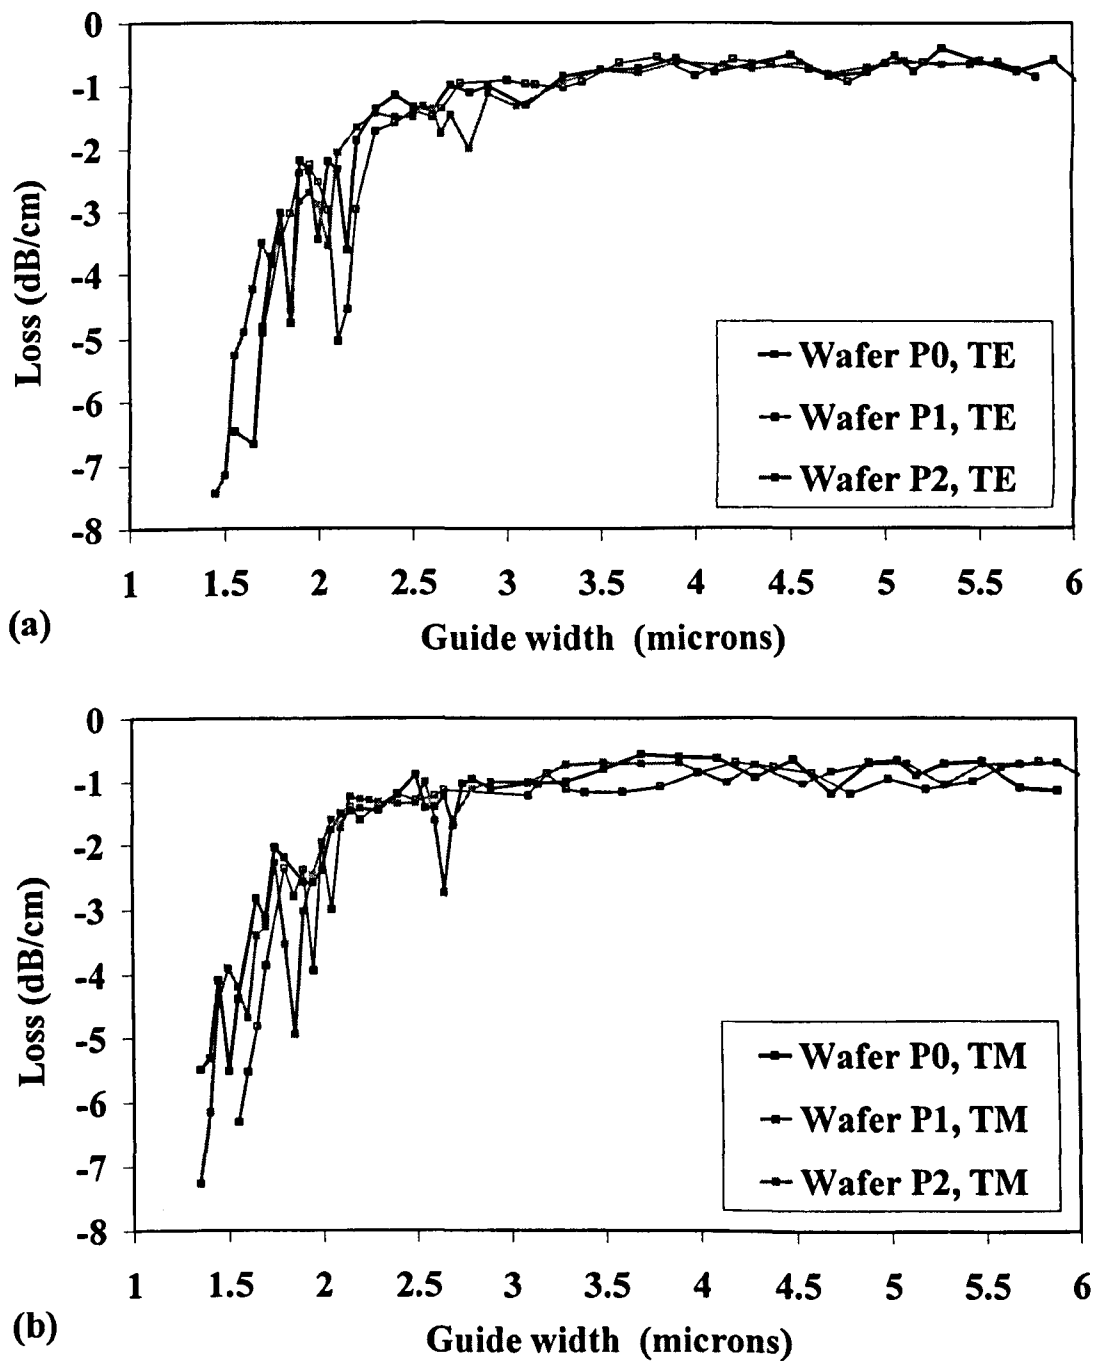 0
-1
-2
-3
-4
-5
-6
-7
-8
Loss (dB/cm)
Wafer P0, TE
Wafer P1, TE
Wafer P2, TE
1 1.5 2 2.5 3 3.5 4 4.5 5 5.5 6
(a)
Guide width (microns)
0
-1
-2
-3
-4
-5
-6
-7
-8
Loss (dB/cm)
Wafer P0, TM
Wafer P1, TM
Wafer P2, TM
1 1.5 2 2.5 3 3.5 4 4.5 5 5.5 6
(b)
Guide width (microns)